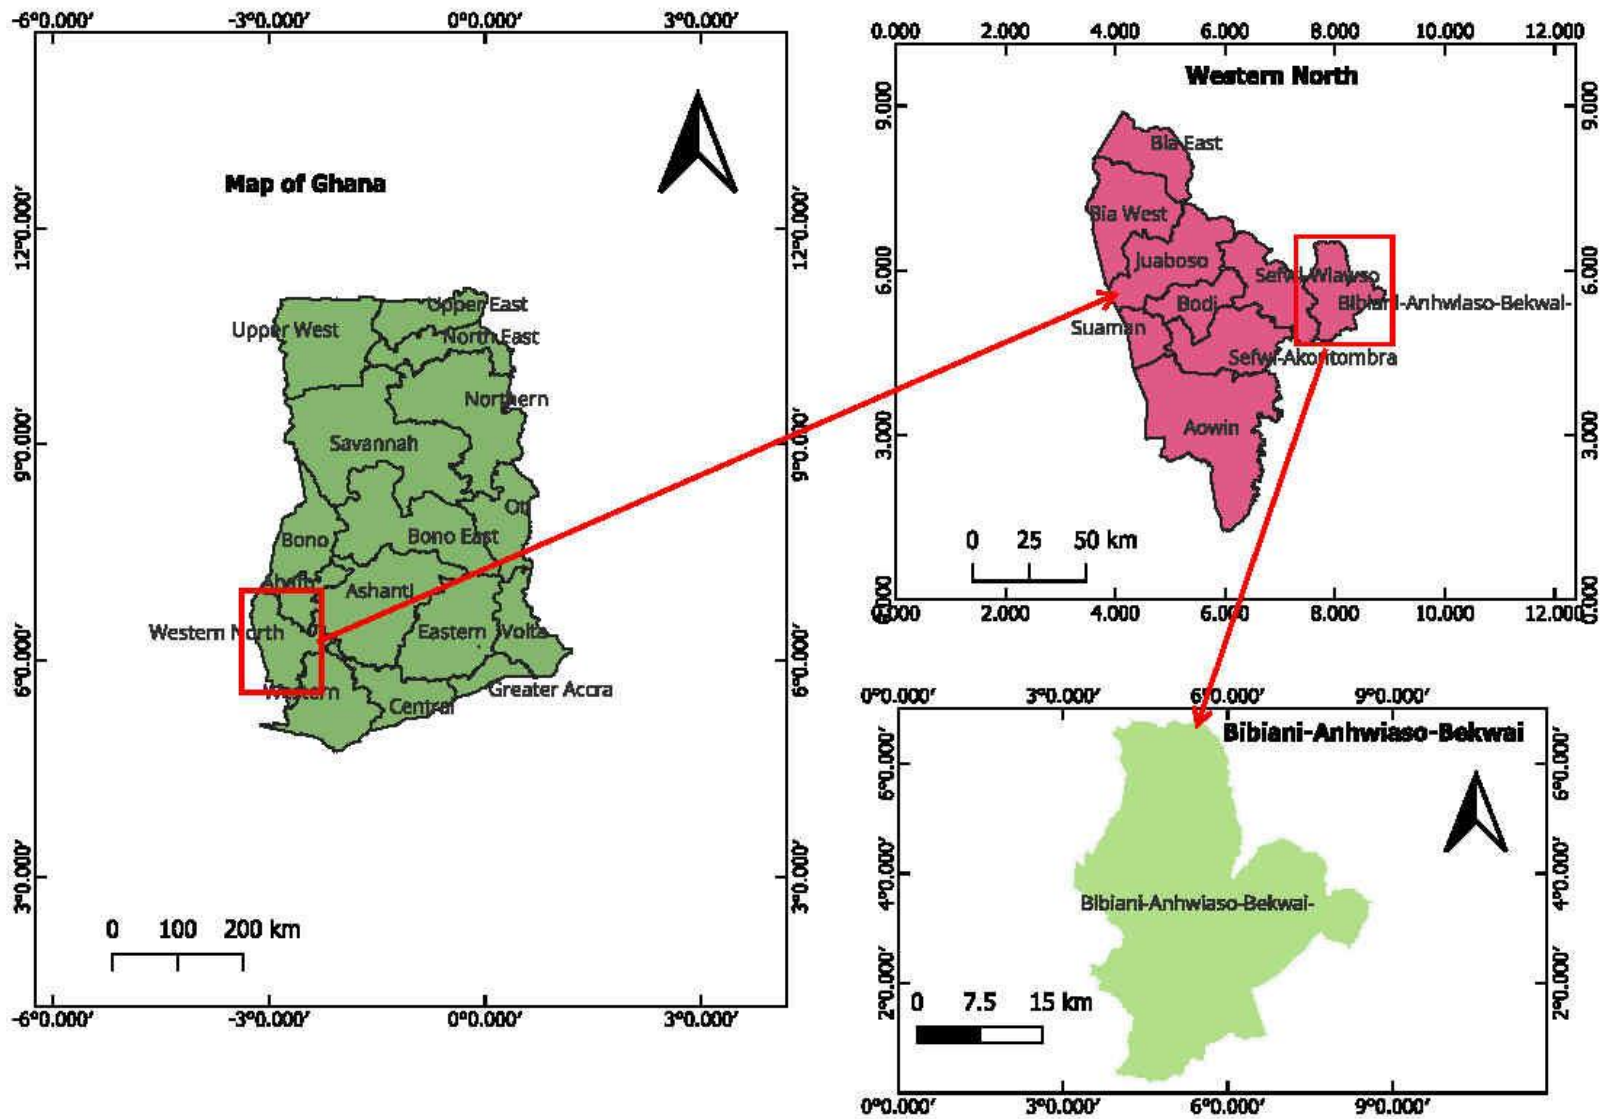 -6°0.000′ -3°0.000′ 0°0.000′ 3°0.000′
Map of Ghana
12°0.000′ 12°0.000′
9°0.000′ 9°0.000′
6°0.000′ 6°0.000′
3°0.000′ 3°0.000′
Upper East
Upper West
North East
Northern
Savannah
Oti
Bono East
Bono
Ahafo
Ashanti
Western North
Eastern
Volta
Western
Greater Accra
Central
0 100 200 km
-6°0.000′ -3°0.000′ 0°0.000′ 3°0.000′
0.000 2.000 4.000 6.000 8.000 10.000 12.000
Western North
9.000 9.000
6.000 6.000
3.000 3.000
0.000 0.000
Bia East
Bia West
Juaboso
Sefwi-Wiawso
Bodi
Bibiani-Anhwiaso-Bekwai-
Suaman
Sefwi-Akontombra
Aowin
0 25 50 km
0.000 2.000 4.000 6.000 8.000 10.000 12.000
0°0.000′ 3°0.000′ 6°0.000′ 9°0.000′
Bibiani-Anhwiaso-Bekwai
6°0.000′ 6°0.000′
4°0.000′ 4°0.000′
2°0.000′ 2°0.000′
Bibiani-Anhwiaso-Bekwai-
0 7.5 15 km
0°0.000′ 3°0.000′ 6°0.000′ 9°0.000′